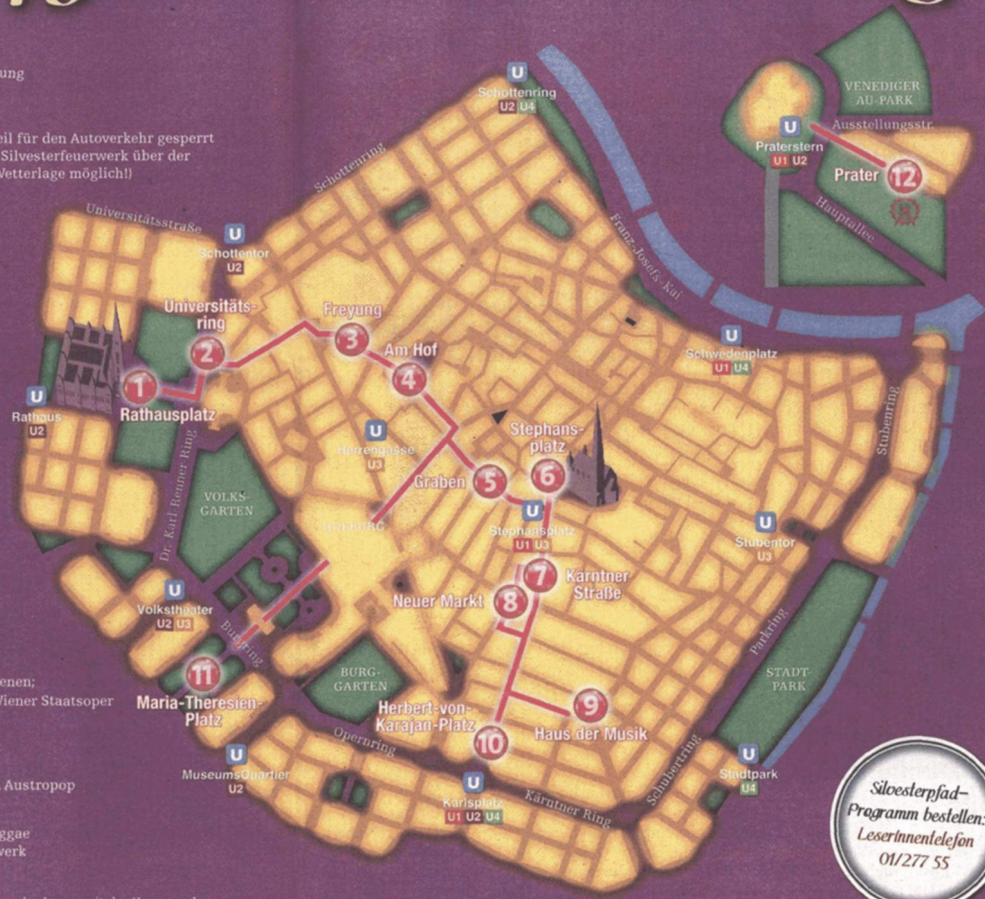 ung
eil für den Autoverkehr gesperrt
Silvesterfeuerwerk über der
Wetterlage möglich!)
U
Schottenring
U2 U4
Schottenring
Universitätsstraße
U
Schottentor
U2
Universitäts-
ring
2
Freyung
3
Am Hof
4
1
Rathausplatz
U
Rathaus
U2
U
Herrengasse
U3
Graben
5
Stephans-
platz
6
U
Stephansplatz
U1 U3
7
Kärntner
Straße
Neuer Markt
8
Dr. Karl Renner Ring
VOLKS-
GARTEN
HOFBURG
U
Volkstheater
U2 U3
Burgring
11
Maria-Theresien-
Platz
BURG-
GARTEN
Herbert-von-
Karajan-Platz
10
9
Haus der Musik
U
MuseumsQuartier
U2
Opernring
U
Karlsplatz
U1 U2 U4
Kärntner Ring
Schubertring
U
Stadtpark
U4
STADT-
PARK
Parkring
U
Stubentor
U3
Stubenring
U
Schwedenplatz
U1 U4
Franz-Josefs-Kai
VENEDIGER
AU-PARK
Ausstellungsstr.
U
Praterstern
U1 U2
Prater
12
Hauptallee
enen;
Wiener Staatsoper
Austropop
ggae
werk
Silvesterpfad-
Programm bestellen:
Leserinnentelefon
01/277 55